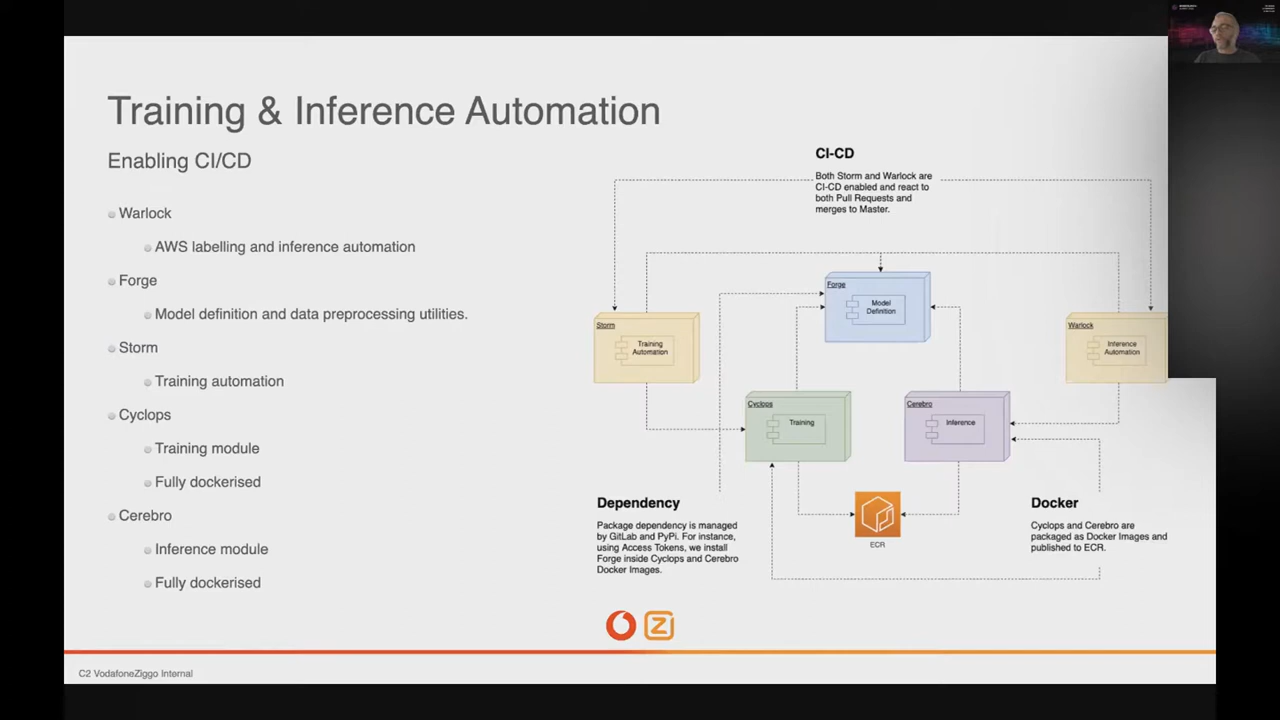 Training & Inference Automation
Enabling CI/CD
Warlock
AWS labelling and inference automation
Forge
Model definition and data preprocessing utilities.
Storm
Training automation
Cyclops
Training module
Fully dockerised
Cerebro
Inference module
Fully dockerised
CI-CD
Both Storm and Warlock are
CI-CD enabled and react to
both Pull Requests and
merges to Master.
Forge
Model
Definition
Storm
Training
Automation
Warlock
Inference
Automation
Cyclops
Training
Cerebro
Inference
Dependency
Package dependency is managed
by GitLab and PyPi. For instance,
using Access Tokens, we install
Forge inside Cyclops and Cerebro
Docker Images.
ECR
Docker
Cyclops and Cerebro are
packaged as Docker Images and
published to ECR.
Z
C2 VodafoneZiggo Internal